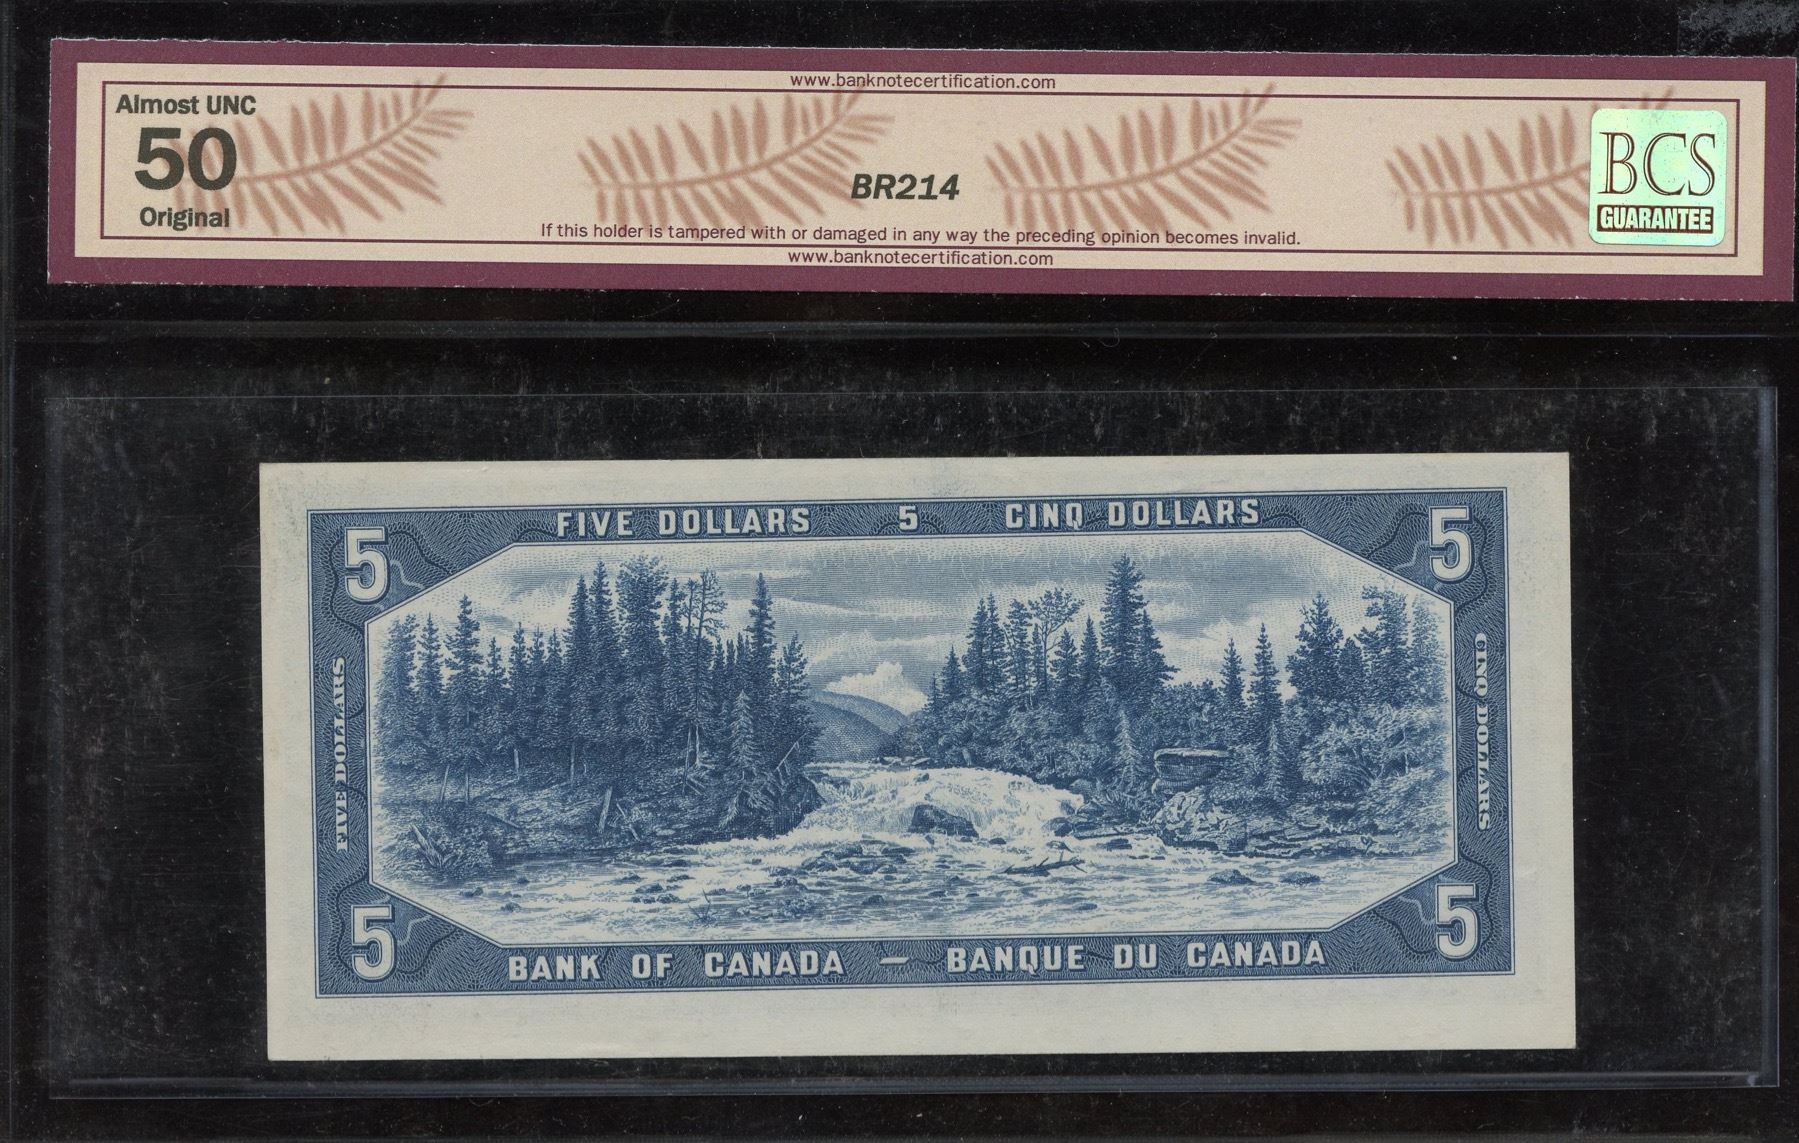 www.banknotecertification.com
Almost UNC
50
Original
BR214
BCS
GUARANTEE
If this holder is tampered with or damaged in any way the preceding opinion becomes invalid.
www.banknotecertification.com
FIVE DOLLARS 5 CINQ DOLLARS
5 5
FIVE DOLLARS
CINQ DOLLARS
5 5
BANK OF CANADA — BANQUE DU CANADA